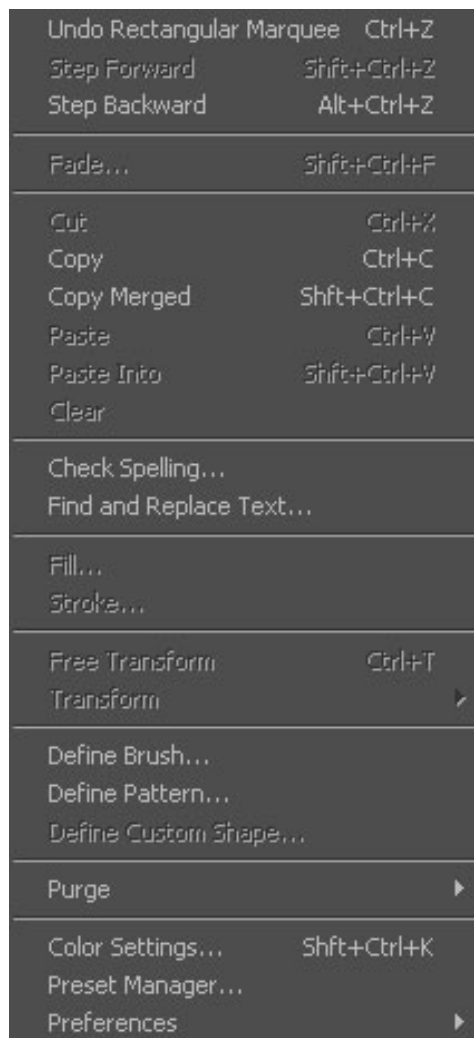 Undo Rectangular Marquee Ctrl+Z
Step Forward Shft+Ctrl+Z
Step Backward Alt+Ctrl+Z
Fade... Shft+Ctrl+F
Cut Ctrl+X
Copy Ctrl+C
Copy Merged Shft+Ctrl+C
Paste Ctrl+V
Paste Into Shft+Ctrl+V
Clear
Check Spelling...
Find and Replace Text...
Fill...
Stroke...
Free Transform Ctrl+T
Transform
Define Brush...
Define Pattern...
Define Custom Shape...
Purge
Color Settings... Shft+Ctrl+K
Preset Manager...
Preferences